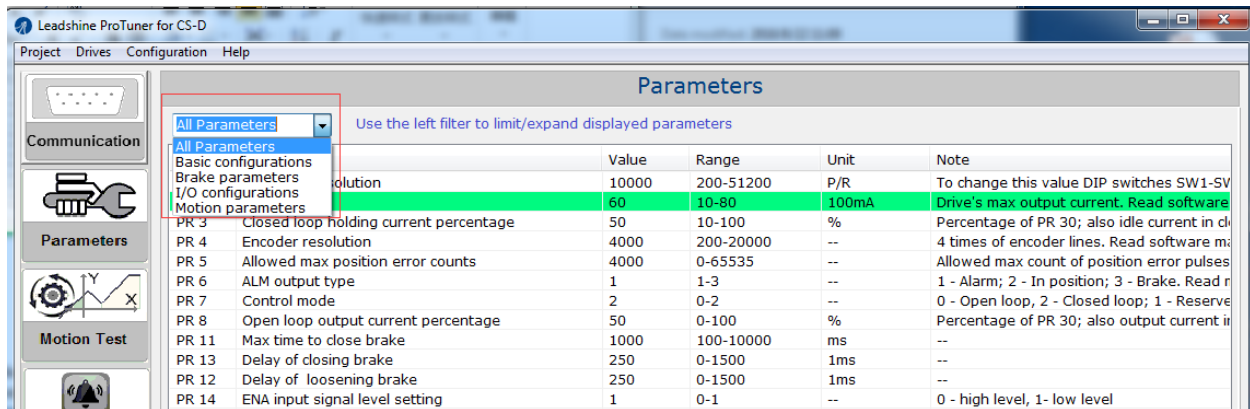 Leadshine ProTuner for CS-D
Project Drives Configuration Help
Parameters
Communication
All Parameters
Use the left filter to limit/expand displayed parameters
All Parameters
Basic configurations
Brake parameters
I/O configurations
Motion parameters
Value Range Unit Note
olution 10000 200-51200 P/R To change this value DIP switches SW1-SW
60 10-80 100mA Drive's max output current. Read software
PR 3 Closed loop holding current percentage 50 10-100 % Percentage of PR 30; also idle current in cl
Parameters
PR 4 Encoder resolution 4000 200-20000 -- 4 times of encoder lines. Read software ma
PR 5 Allowed max position error counts 4000 0-65535 -- Allowed max count of position error pulses
PR 6 ALM output type 1 1-3 -- 1 - Alarm; 2 - In position; 3 - Brake. Read
PR 7 Control mode 2 0-2 -- 0 - Open loop, 2 - Closed loop; 1 - Reserve
Y
X
PR 8 Open loop output current percentage 50 0-100 % Percentage of PR 30; also output current
Motion Test
PR 11 Max time to close brake 1000 100-10000 ms --
PR 13 Delay of closing brake 250 0-1500 1ms --
PR 12 Delay of loosening brake 250 0-1500 1ms --
PR 14 ENA input signal level setting 1 0-1 -- 0 - high level, 1- low level